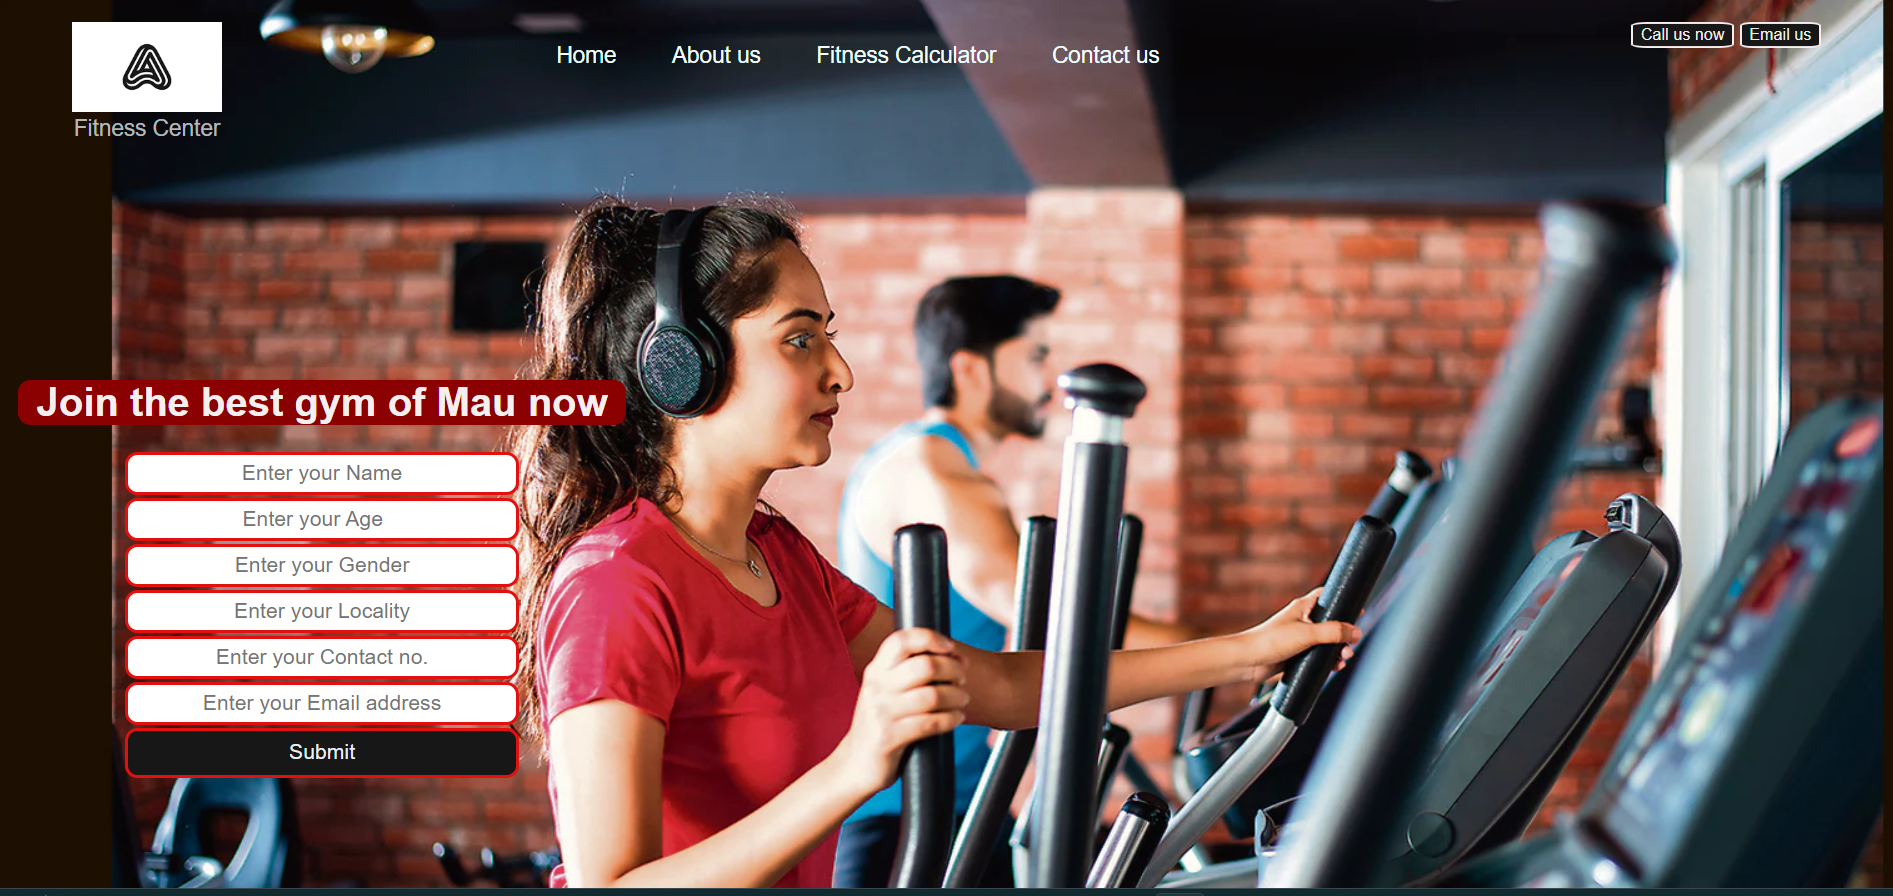 Fitness Center
Home
About us
Fitness Calculator
Contact us
Call us now
Email us
Join the best gym of Mau now
Enter your Name
Enter your Age
Enter your Gender
Enter your Locality
Enter your Contact no.
Enter your Email address
Submit